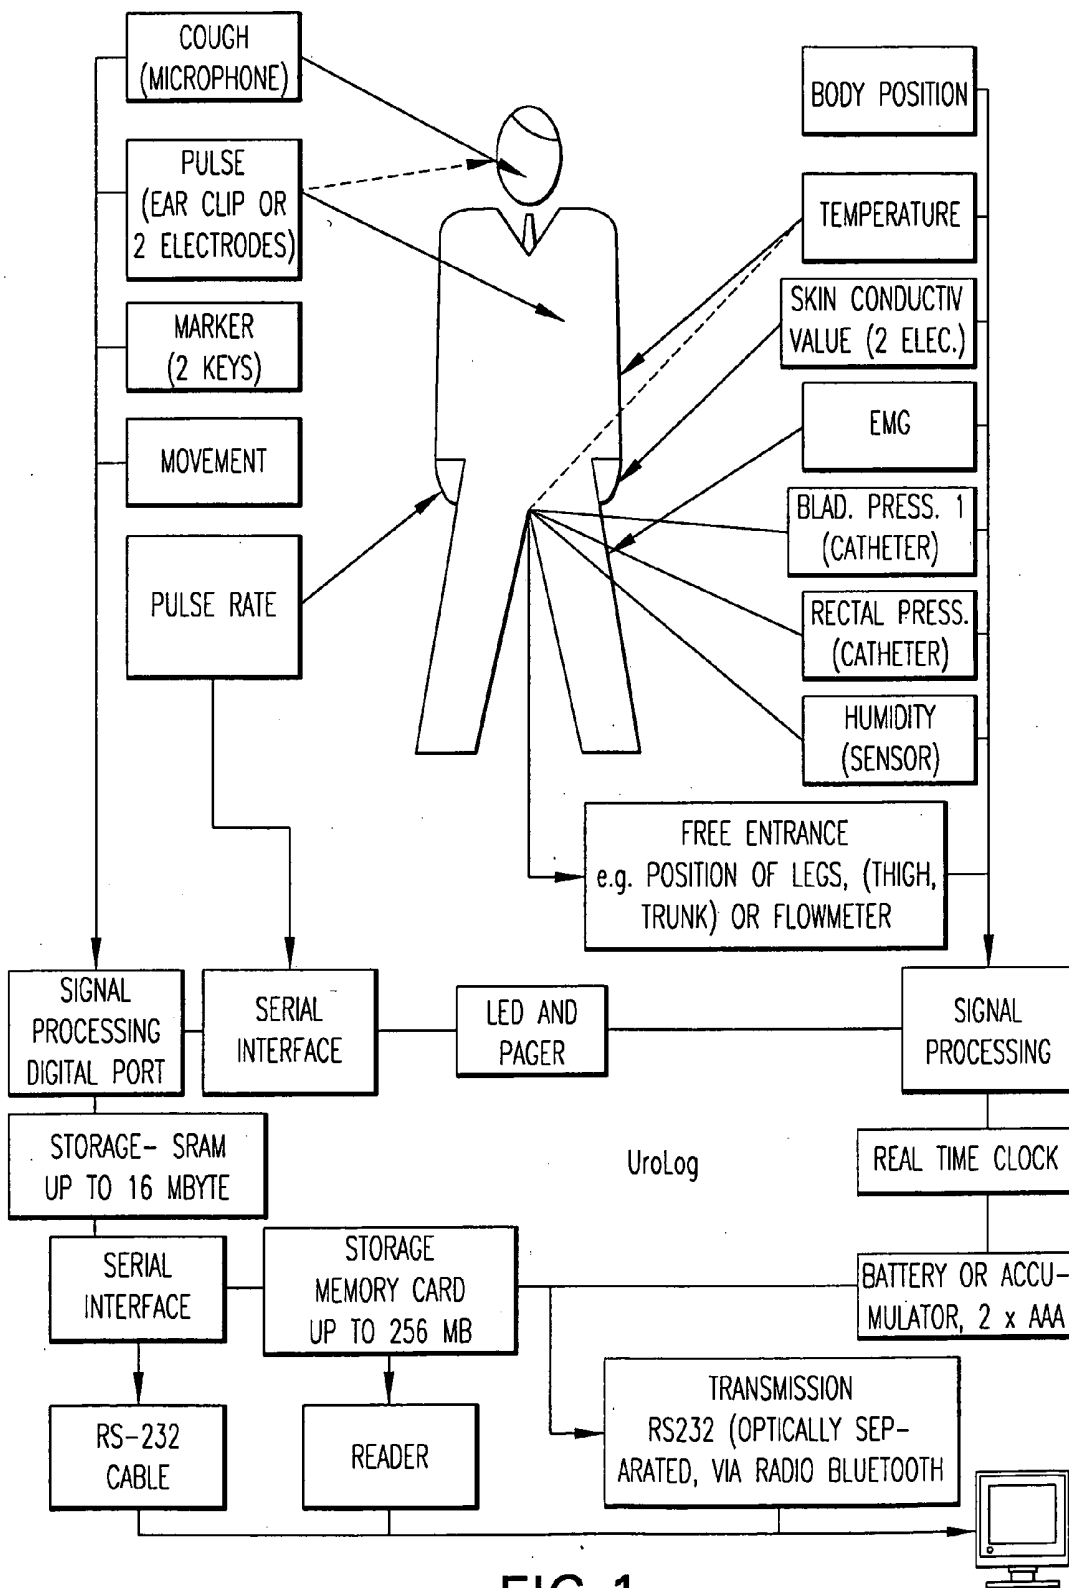 COUGH
(MICROPHONE)
PULSE
(EAR CLIP OR
2 ELECTRODES)
MARKER
(2 KEYS)
MOVEMENT
PULSE RATE
BODY POSITION
TEMPERATURE
SKIN CONDUCTIV
VALUE (2 ELEC.)
EMG
BLAD. PRESS. 1
(CATHETER)
RECTAL PRESS.
(CATHETER)
HUMIDITY
(SENSOR)
FREE ENTRANCE
e.g. POSITION OF LEGS, (THIGH,
TRUNK) OR FLOWMETER
SIGNAL
PROCESSING
DIGITAL PORT
SERIAL
INTERFACE
LED AND
PAGER
SIGNAL
PROCESSING
STORAGE- SRAM
UP TO 16 MBYTE
UroLog
REAL TIME CLOCK
SERIAL
INTERFACE
STORAGE
MEMORY CARD
UP TO 256 MB
BATTERY OR ACCU-
MULATOR, 2 x AAA
RS-232
CABLE
READER
TRANSMISSION
RS232 (OPTICALLY SEP-
ARATED, VIA RADIO BLUETOOTH
FIG. 1